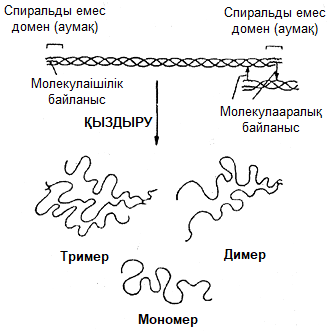 Спиральды емес
домен (аумақ)
Спиральды емес
домен (аумақ)
Молекулаішілік
байланыс
Молекулааралық
байланыс
ҚЫЗДЫРУ
Тример
Димер
Мономер